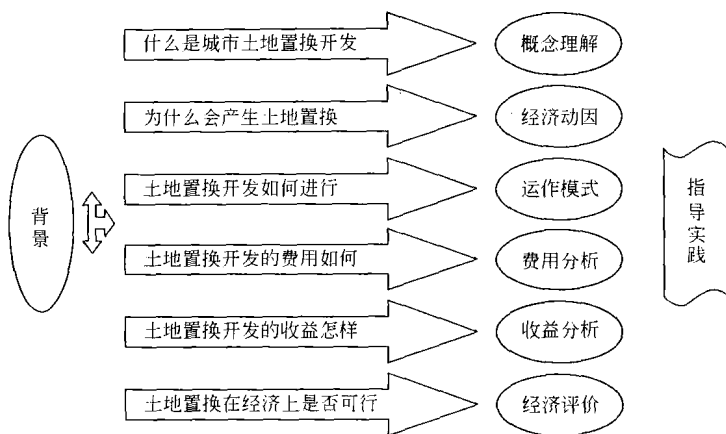 什么是城市土地置换开发
概念理解
为什么会产生土地置换
经济动因
土地置换开发如何进行
运作模式
背景
指导实践
土地置换开发的费用如何
费用分析
土地置换开发的收益怎样
收益分析
土地置换在经济上是否可行
经济评价